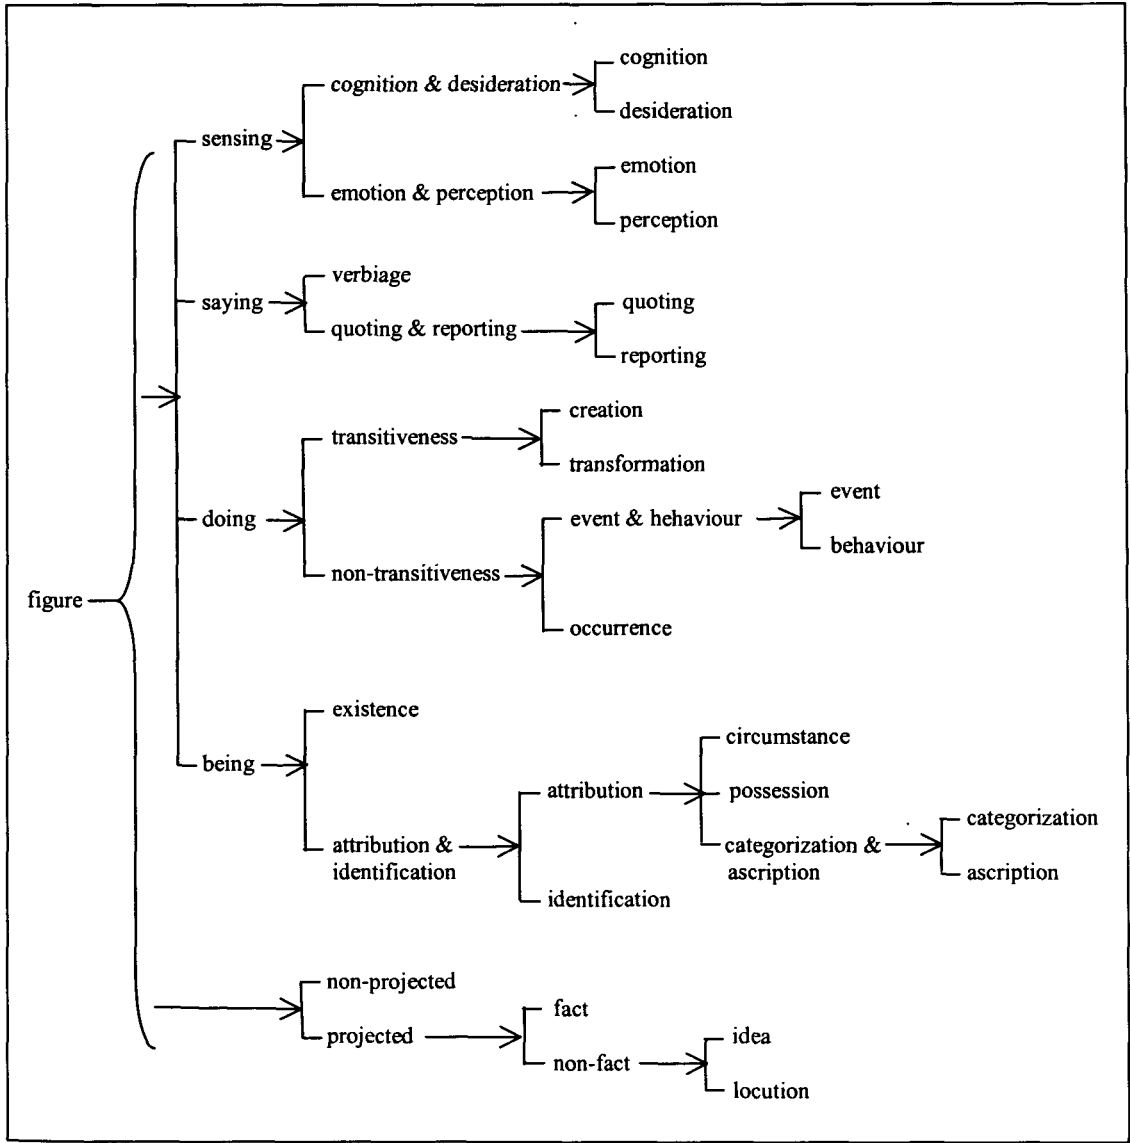 cognition
cognition & desideration
desideration
sensing
emotion
emotion & perception
perception
verbiage
saying
quoting
quoting & reporting
reporting
creation
transitiveness
transformation
event
doing
event & hehaviour
behaviour
non-transitiveness
figure
occurrence
existence
circumstance
being
attribution
possession
categorization
attribution &
identification
categorization &
ascription
ascription
identification
non-projected
fact
projected
idea
non-fact
locution